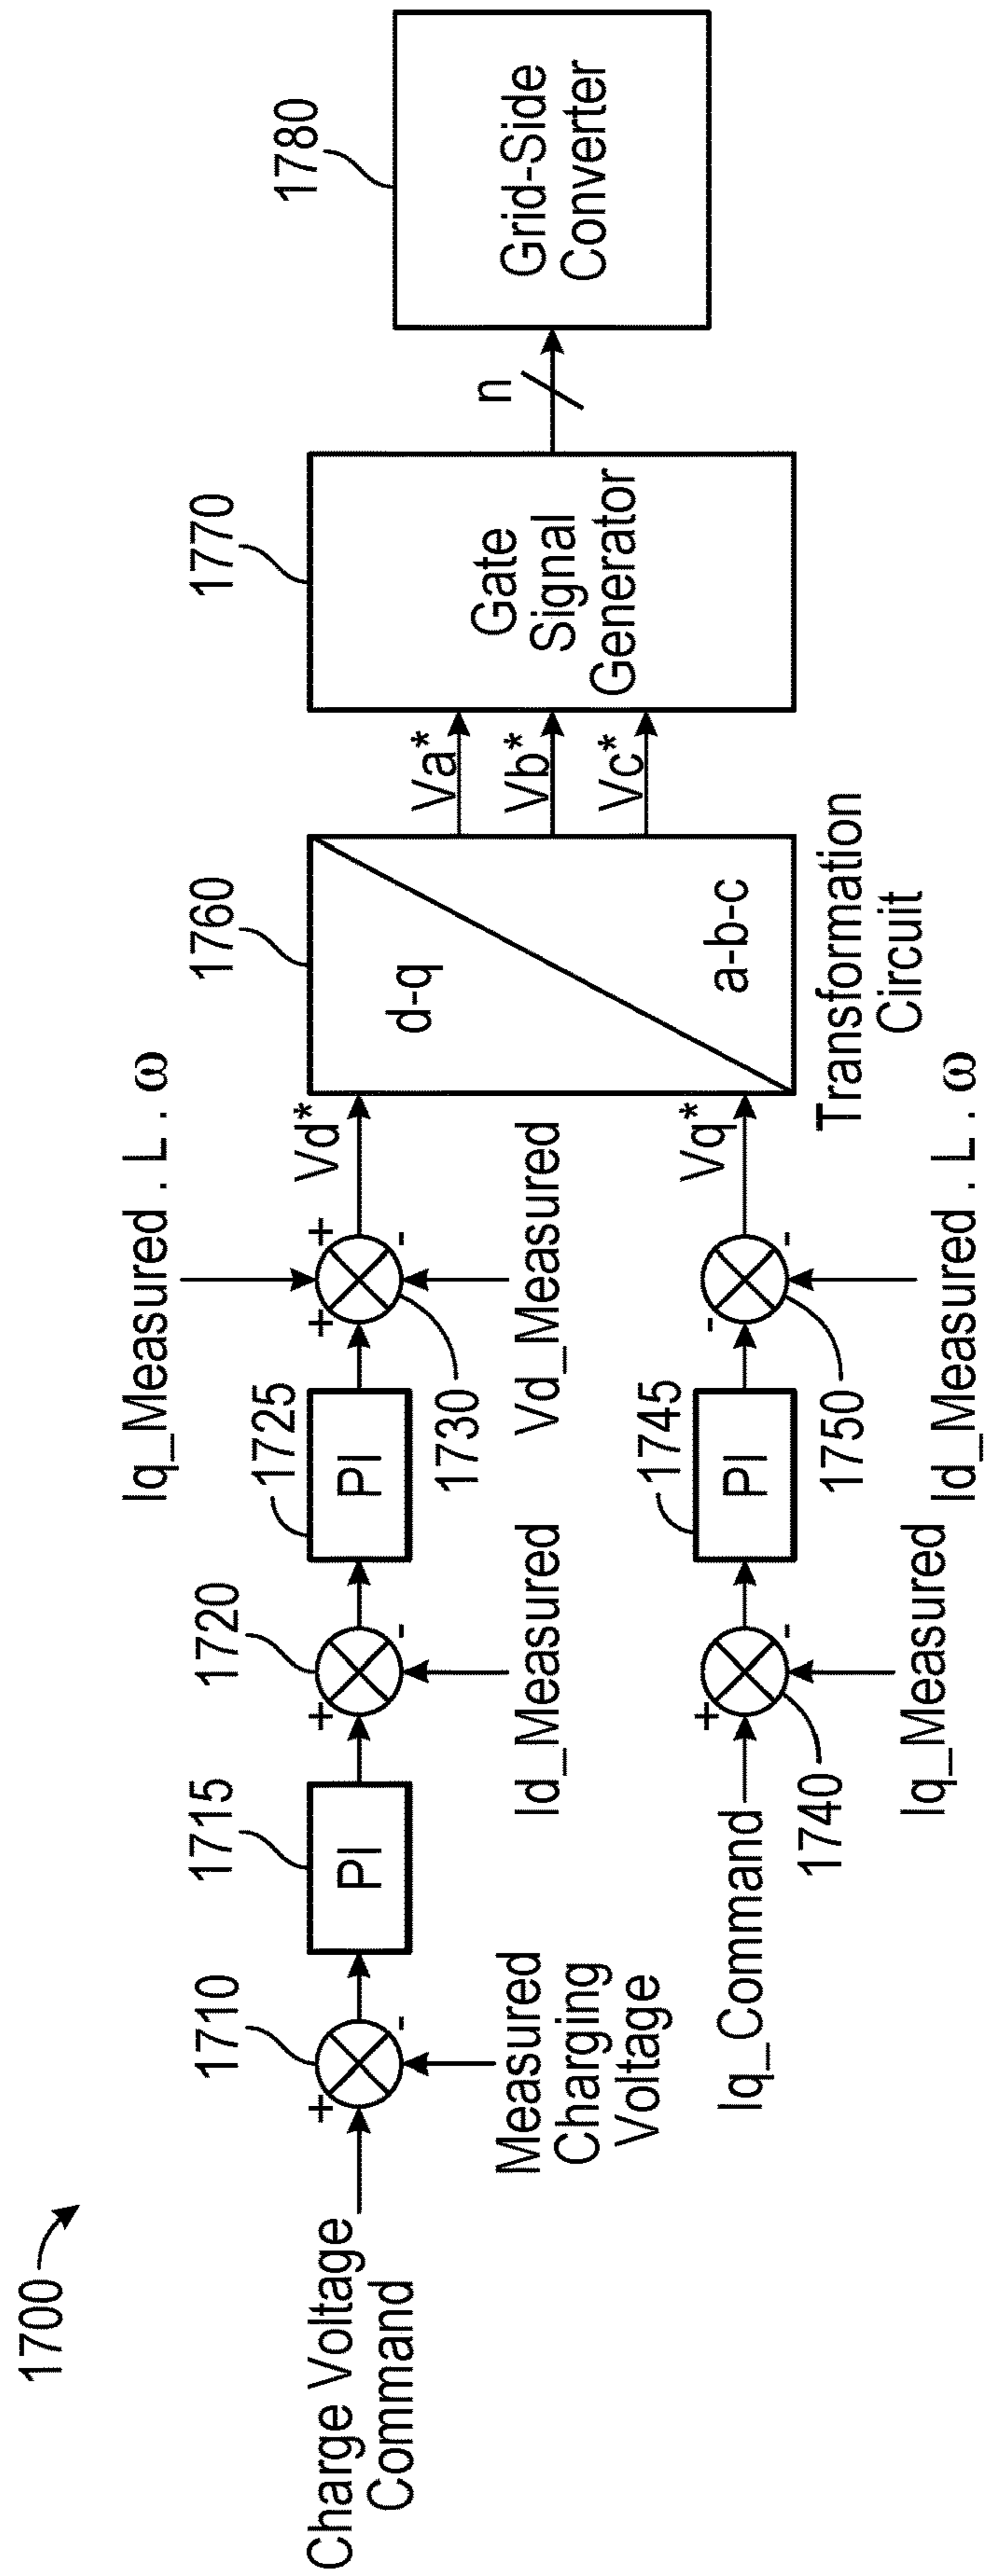 1700
Charge Voltage
Command
+
-
1710
Measured
Charging
Voltage
PI
1715
+
-
1720
Id_Measured
PI
1725
Iq_Measured . L . ω
+
+
-
1730
Vd_Measured
Vd*
Iq_Command
+
-
1740
Iq_Measured
PI
1745
-
-
1750
Id_Measured . L . ω
Vq*
1760
d-q
a-b-c
Transformation
Circuit
Va*
Vb*
Vc*
1770
Gate
Signal
Generator
n
1780
Grid-Side
Converter